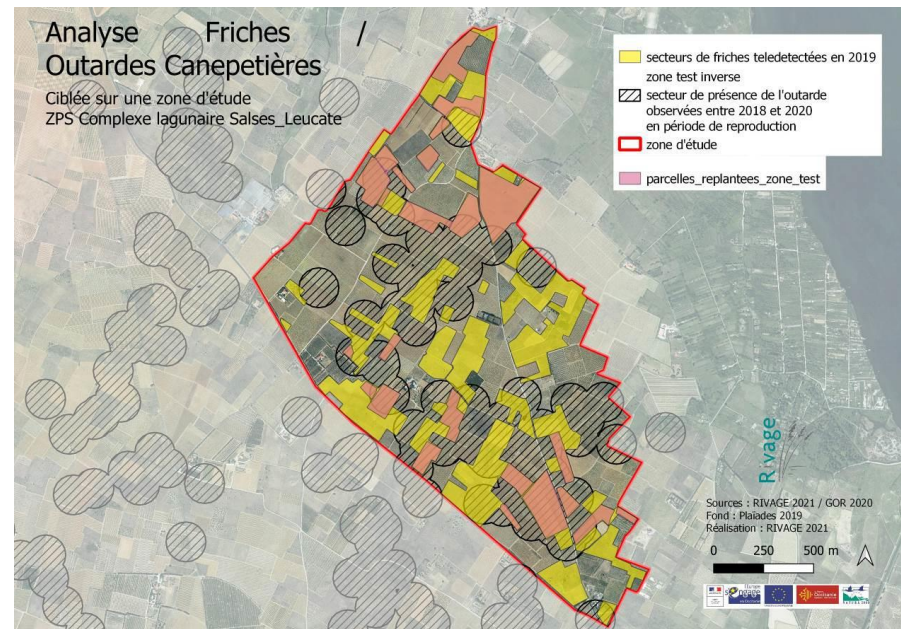 Analyse Friches /
Outardes Canepetières
Ciblée sur une zone d'étude
ZPS Complexe lagunaire Salses_Leucate
secteurs de friches teledetectées en 2019
zone test inverse
secteur de présence de l'outarde
observées entre 2018 et 2020
en période de reproduction
zone d'étude
parcelles_replantees_zone_test
Rivage
Sources : RIVAGE 2021 / GOR 2020
Fond : Plaïades 2019
Réalisation : RIVAGE 2021
0 250 500 m